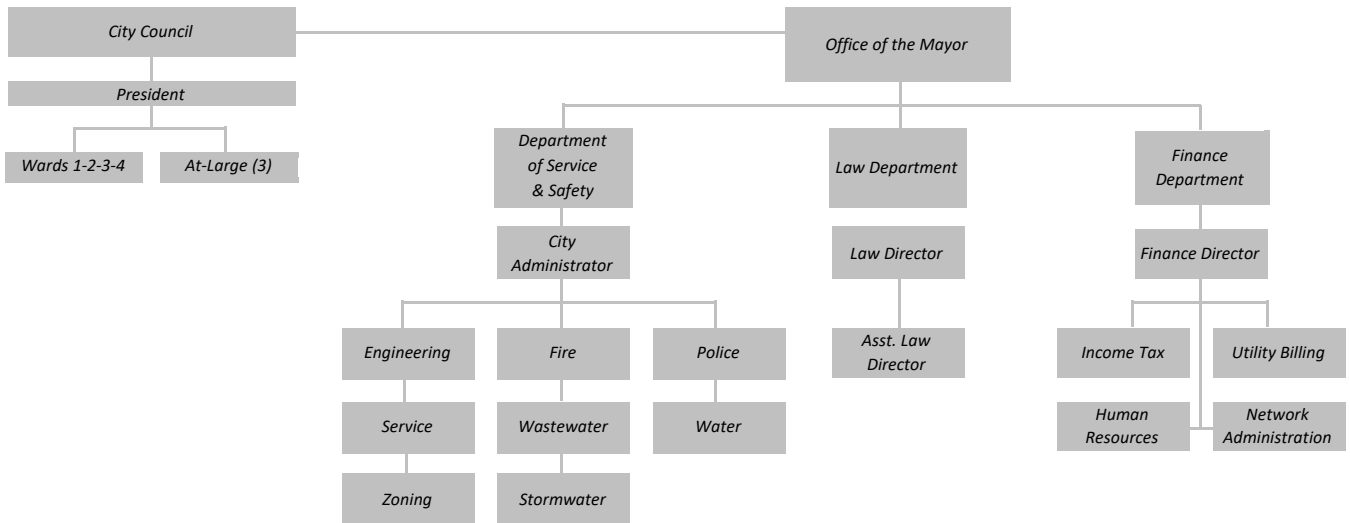 City Council
Office of the Mayor
President
Wards 1-2-3-4
At-Large (3)
Department
of Service
& Safety
Law Department
Finance
Department
City
Administrator
Law Director
Finance Director
Engineering
Fire
Police
Asst. Law
Director
Income Tax
Utility Billing
Service
Wastewater
Water
Human
Resources
Network
Administration
Zoning
Stormwater